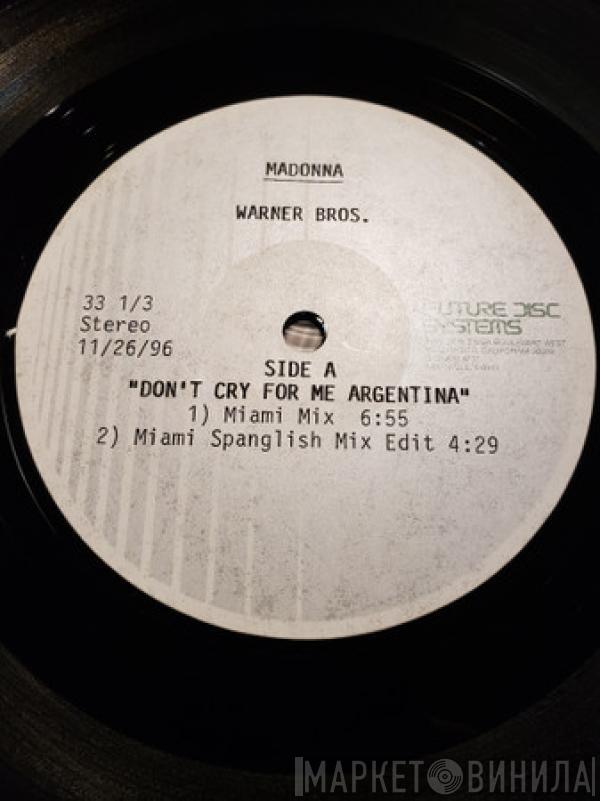 MADONNA
WARNER BROS.
33 1/3
Stereo
11/26/96
FUTURE DISC
SYSTEMS
SIDE A
"DON'T CRY FOR ME ARGENTINA"
1) Miami Mix 6:55
2) Miami Spanglish Mix Edit 4:29
МАРКЕТ ВИНИЛА